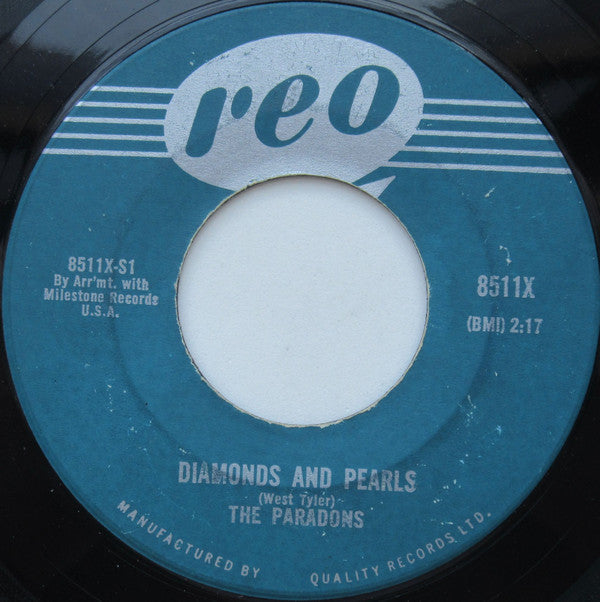 reo
8511X-S1
By Arr'mt. with
Milestone Records
U.S.A.
8511X
(BMI) 2:17
DIAMONDS AND PEARLS
(West Tyler)
THE PARADONS
MANUFACTURED BY QUALITY RECORDS LTD.